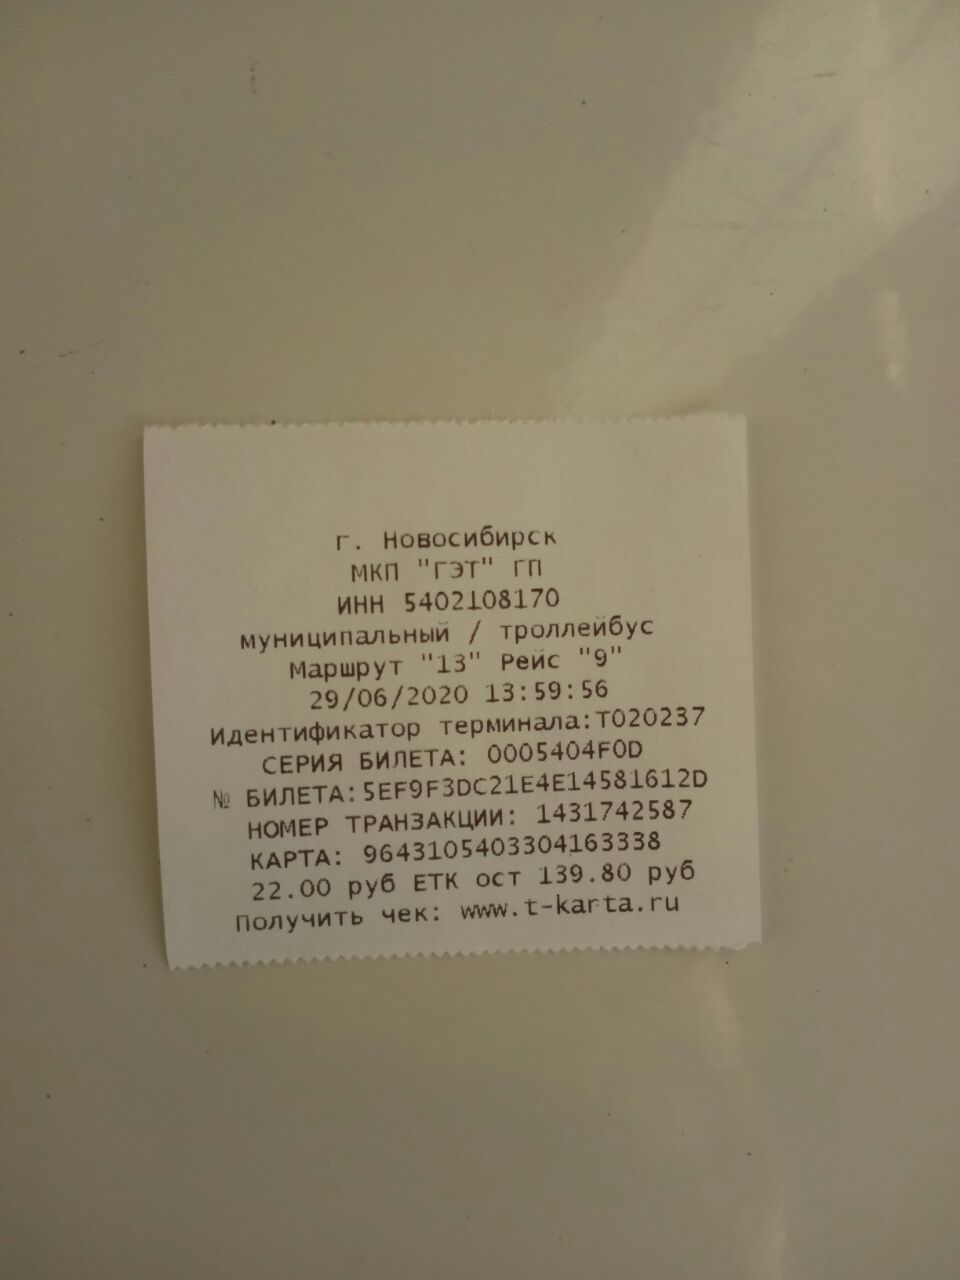 г. Новосибирск
МКП "ГЭТ" ГП
ИНН 5402108170
муниципальный / троллейбус
Маршрут "13" Рейс "9"
29/06/2020 13:59:56
Идентификатор терминала:T020237
СЕРИЯ БИЛЕТА: 0005404F0D
№ БИЛЕТА:5EF9F3DC21E4E14581612D
НОМЕР ТРАНЗАКЦИИ: 1431742587
КАРТА: 9643105403304163338
22.00 руб ЕТК ост 139.80 руб
Получить чек: www.t-karta.ru